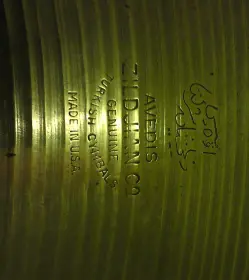 AVEDIS
ZILDJIAN CO
GENUINE
TURKISH CYMBALS
MADE IN U.S.A.